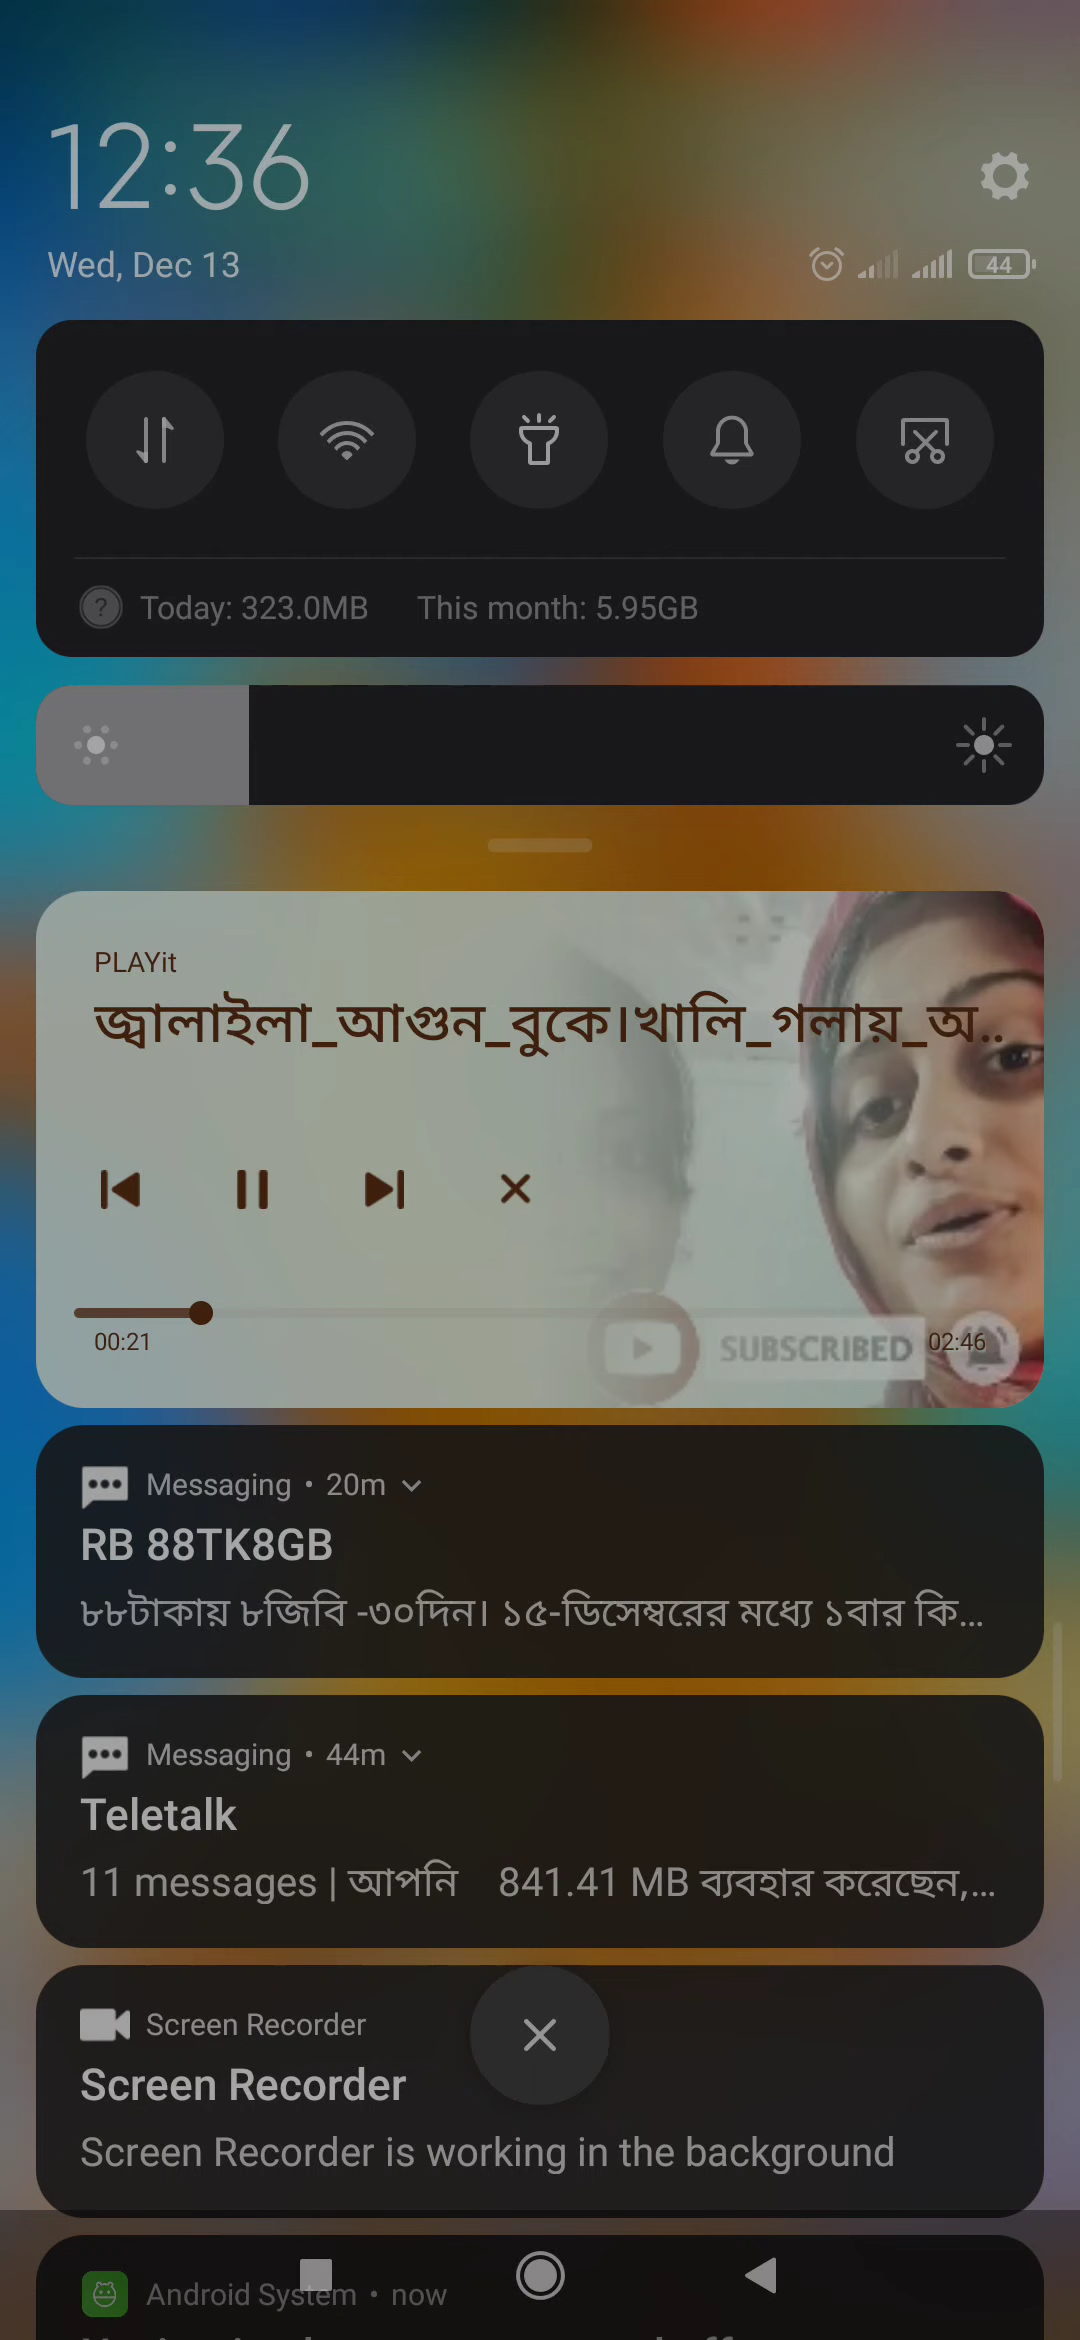 12:36
Wed, Dec 13
44
Today: 323.0MB This month: 5.95GB
PLAYit
জ্বালাইলা_আগুন_বুকে।খালি_গলায়_অ..
00:21
02:46
SUBSCRIBED
Messaging • 20m
RB 88TK8GB
৮৮টাকায় ৮জিবি -৩০দিন। ১৫-ডিসেম্বরের মধ্যে ১বার কি...
Messaging • 44m
Teletalk
11 messages | আপনি 841.41 MB ব্যবহার করেছেন,...
Screen Recorder
Screen Recorder
Screen Recorder is working in the background
Android System • now